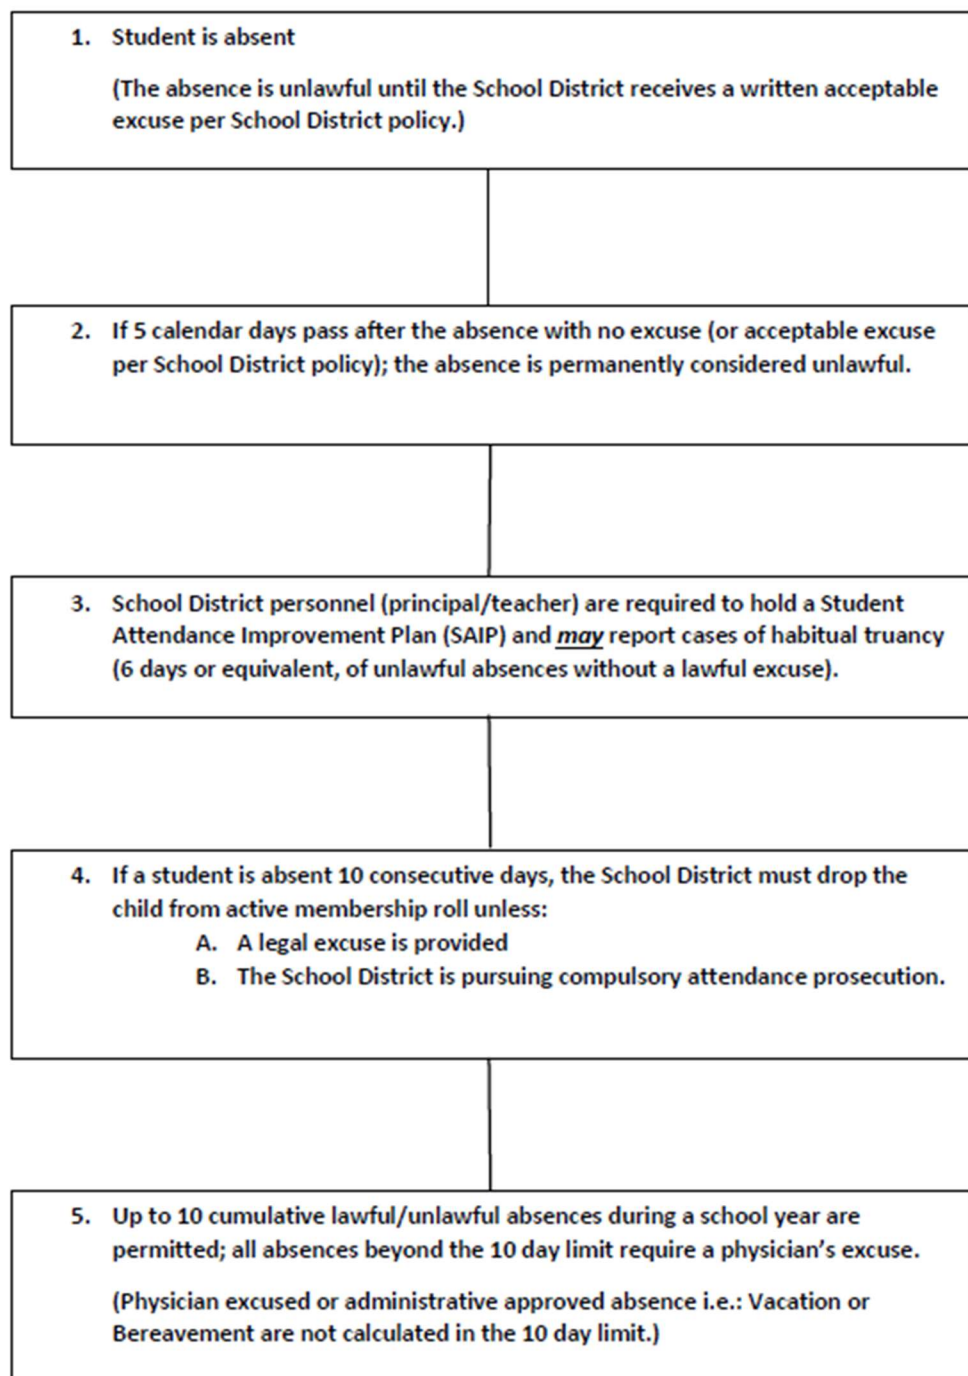 1. Student is absent
(The absence is unlawful until the School District receives a written acceptable
excuse per School District policy.)
2. If 5 calendar days pass after the absence with no excuse (or acceptable excuse
per School District policy); the absence is permanently considered unlawful.
3. School District personnel (principal/teacher) are required to hold a Student
Attendance Improvement Plan (SAIP) and may report cases of habitual truancy
(6 days or equivalent, of unlawful absences without a lawful excuse).
4. If a student is absent 10 consecutive days, the School District must drop the
child from active membership roll unless:
A. A legal excuse is provided
B. The School District is pursuing compulsory attendance prosecution.
5. Up to 10 cumulative lawful/unlawful absences during a school year are
permitted; all absences beyond the 10 day limit require a physician’s excuse.
(Physician excused or administrative approved absence i.e.: Vacation or
Bereavement are not calculated in the 10 day limit.)